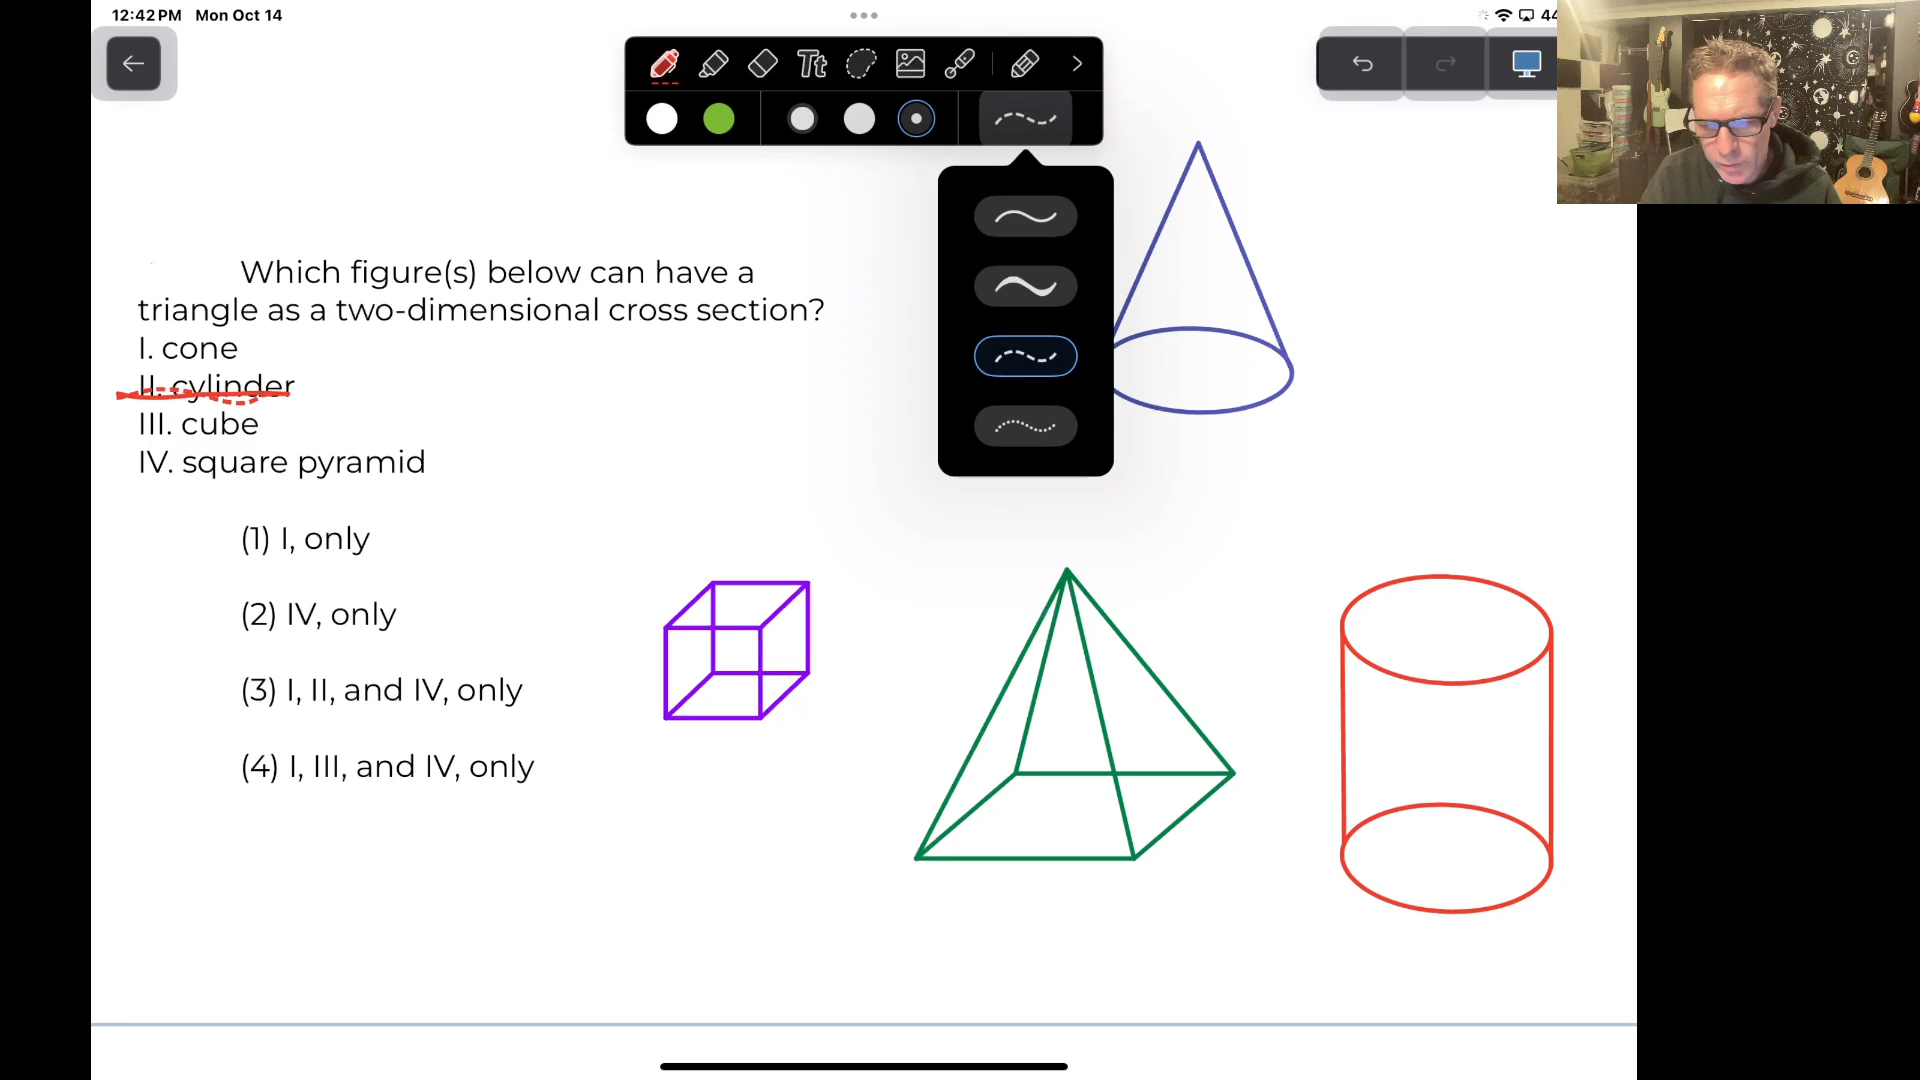 12:42 PM Mon Oct 14
44
Tt
Which figure(s) below can have a
triangle as a two-dimensional cross section?
I. cone
II. cylinder
III. cube
IV. square pyramid
(1) I, only
(2) IV, only
(3) I, II, and IV, only
(4) I, III, and IV, only